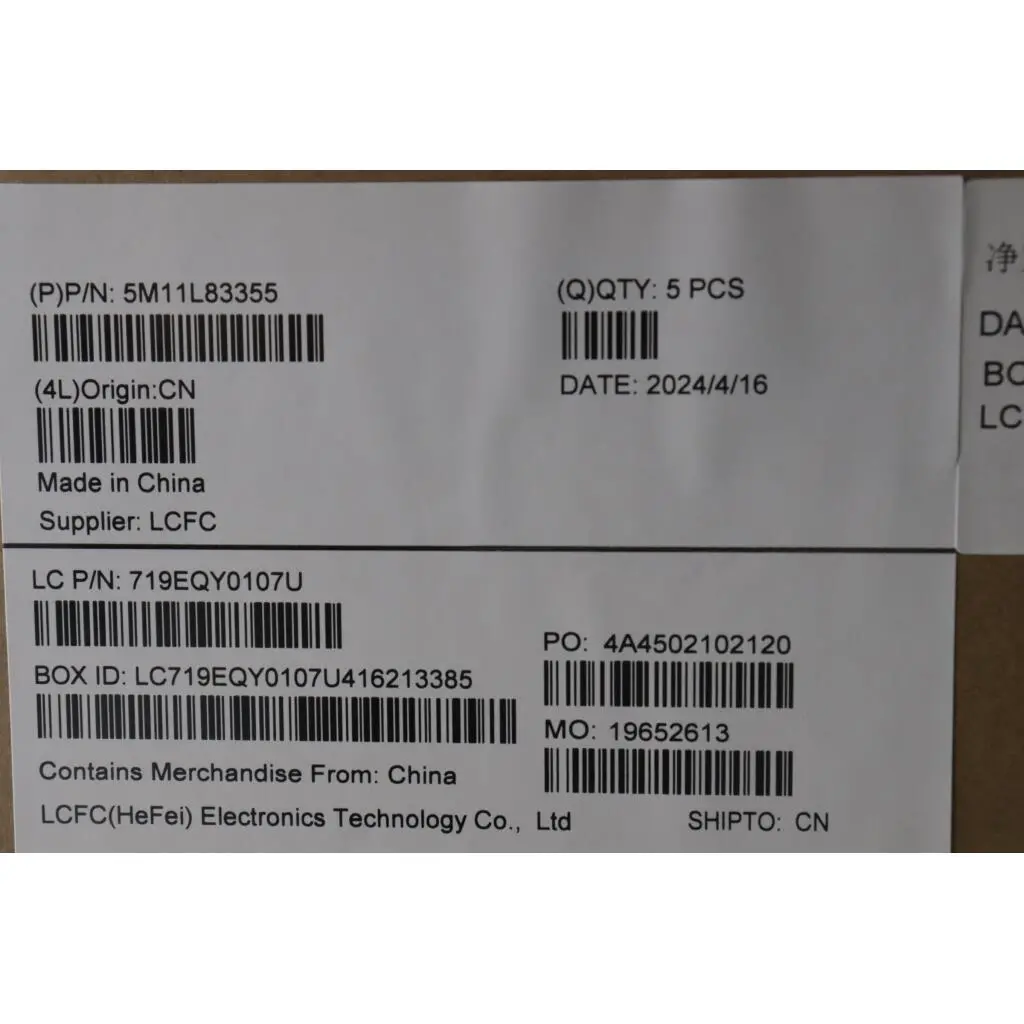 (P)P/N: 5M11L83355
(Q)QTY: 5 PCS
(4L)Origin:CN
DATE: 2024/4/16
Made in China
Supplier: LCFC
LC P/N: 719EQY0107U
PO: 4A4502102120
BOX ID: LC719EQY0107U416213385
MO: 19652613
Contains Merchandise From: China
LCFC(HeFei) Electronics Technology Co., Ltd
SHIPTO: CN
净
DA
BO
LC